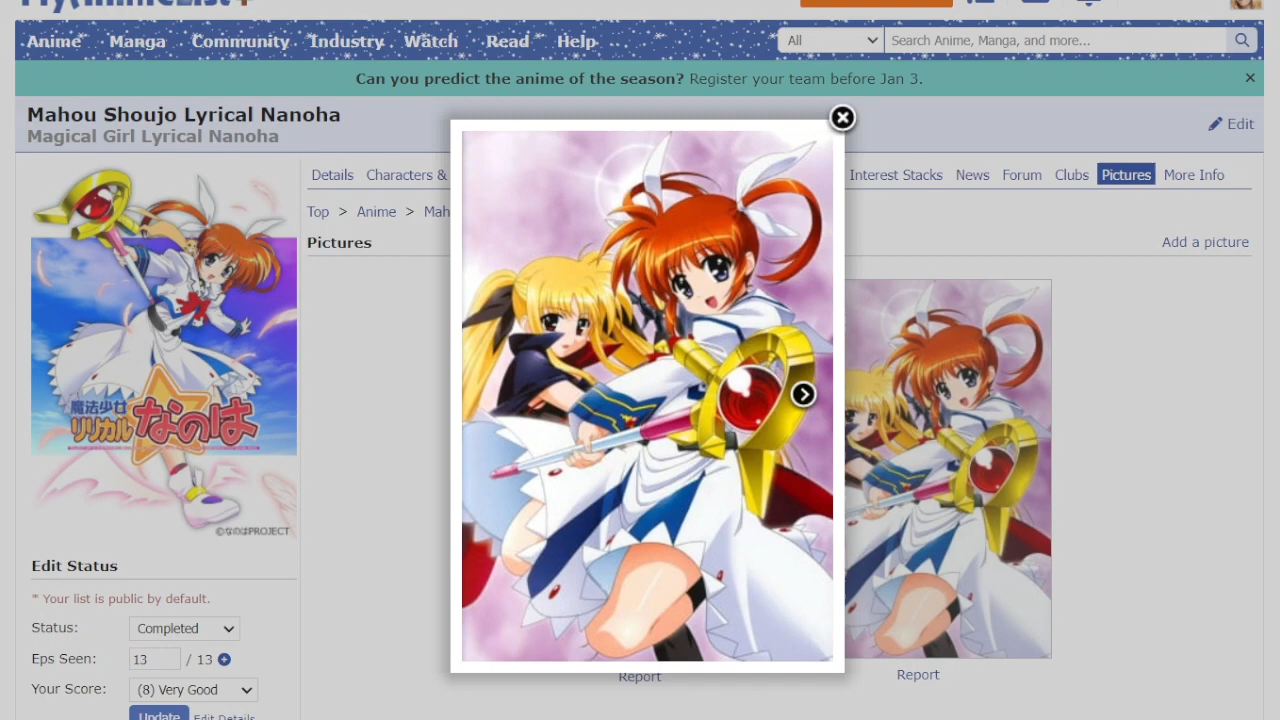 MyAnimeList+
Anime Manga Community Industry Watch Read Help
All
Search Anime, Manga, and more...
Can you predict the anime of the season? Register your team before Jan 3.
Mahou Shoujo Lyrical Nanoha
Magical Girl Lyrical Nanoha
Edit
Details Characters & Interest Stacks News Forum Clubs Pictures More Info
Top > Anime > Mah
Pictures
Add a picture
魔法少女
リリカル なのは
©なのはPROJECT
Edit Status
* Your list is public by default.
Status: Completed
Eps Seen: 13 / 13
Your Score: (8) Very Good
Update Edit Details
Report
Report